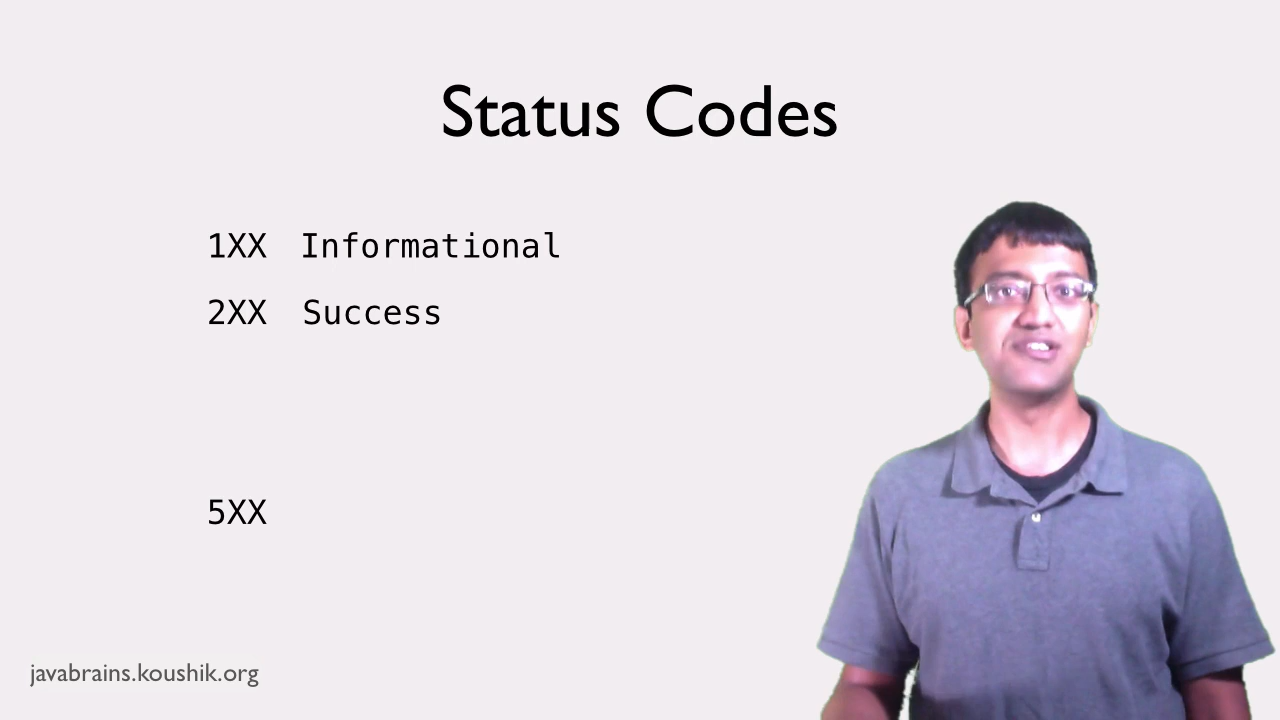 Status Codes
1XX Informational
2XX Success
5XX
javabrains.koushik.org